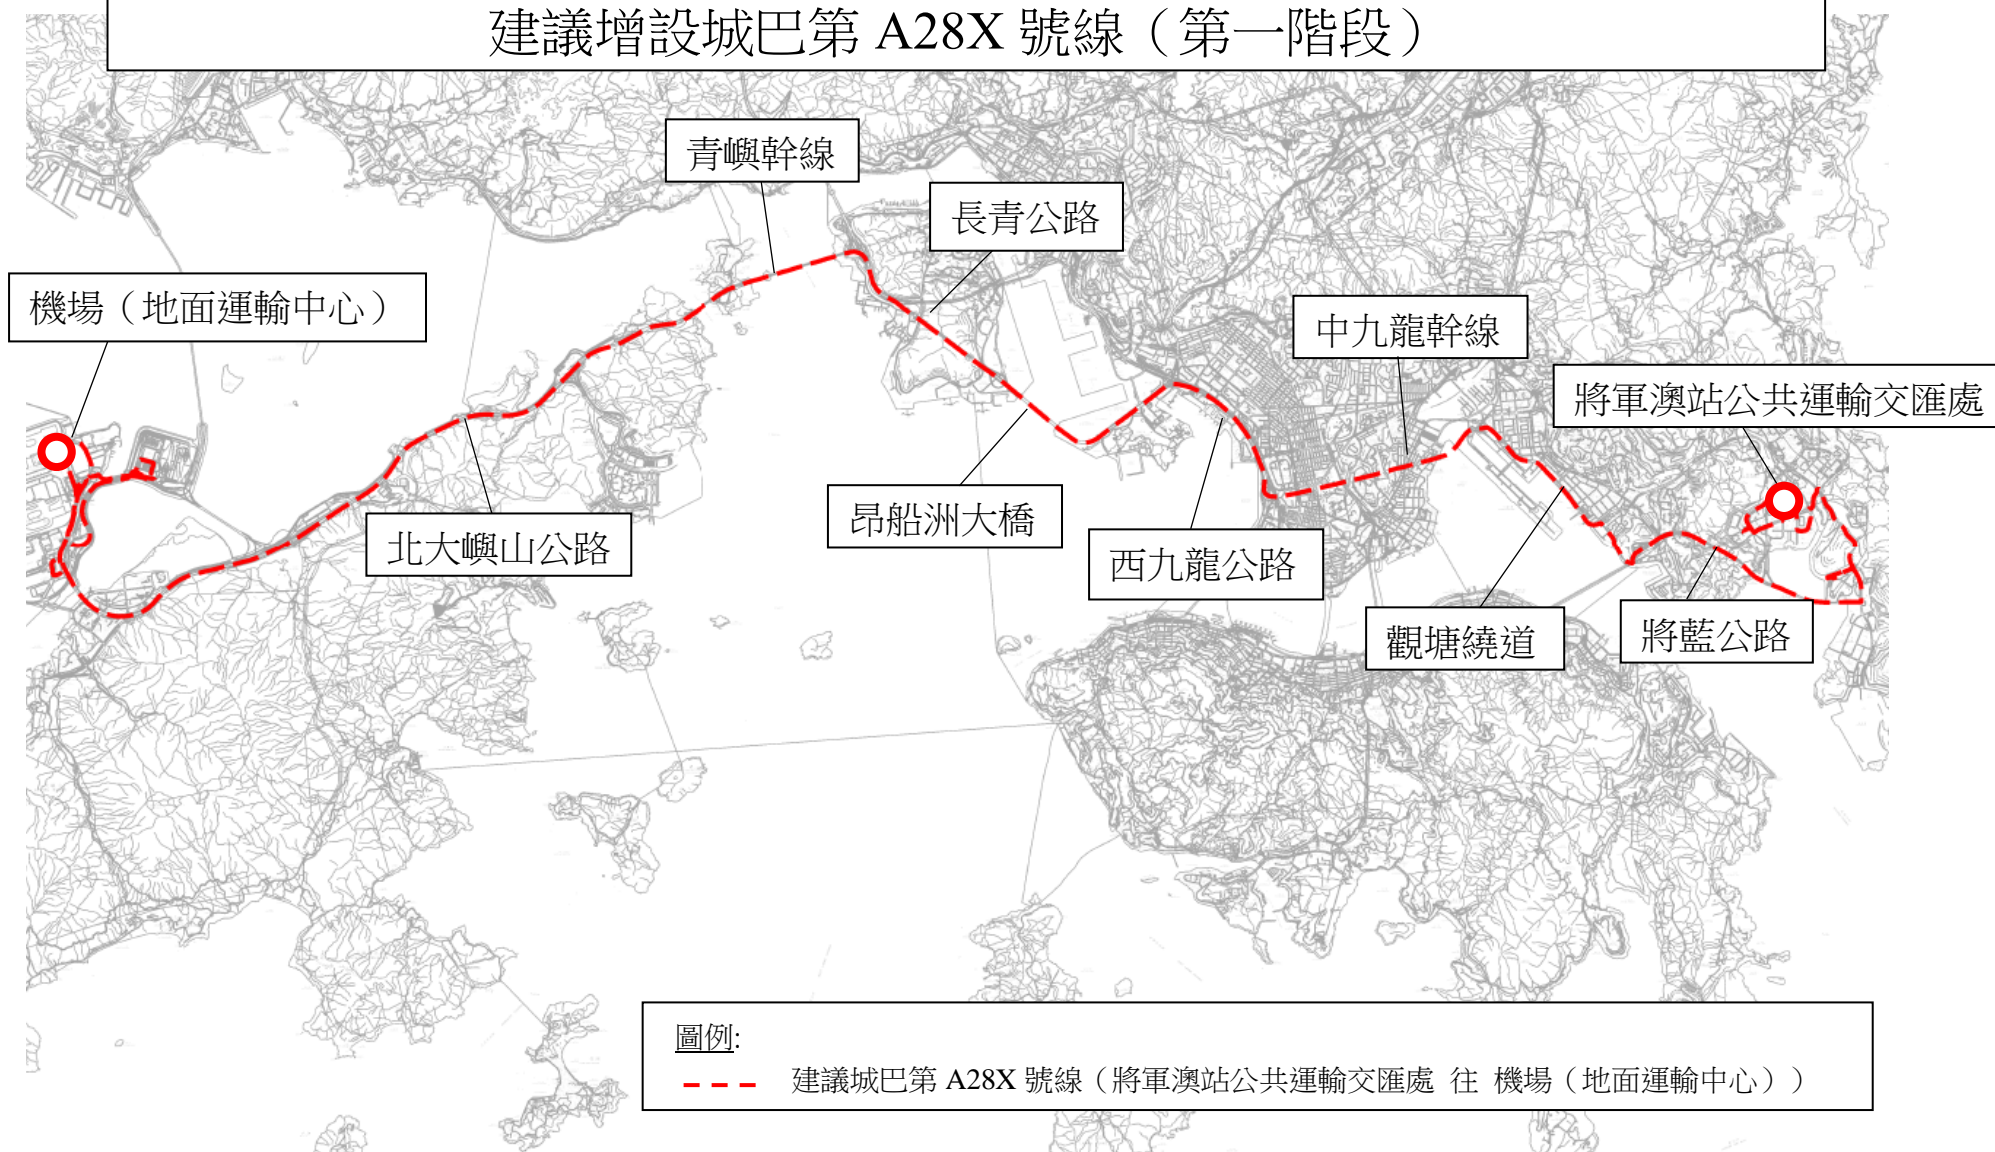 建議增設城巴第 A28X 號線（第一階段）
青嶼幹線
長青公路
機場（地面運輸中心）
中九龍幹線
將軍澳站公共運輸交匯處
昂船洲大橋
北大嶼山公路
西九龍公路
觀塘繞道
將藍公路
圖例:
建議城巴第 A28X 號線（將軍澳站公共運輸交匯處 往 機場（地面運輸中心））